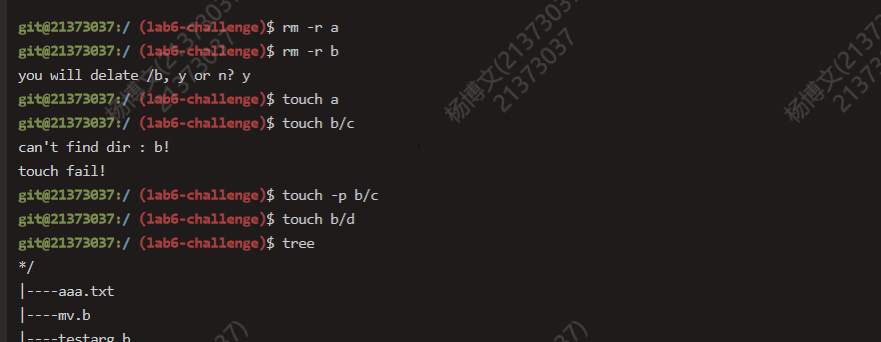 git@21373037:/ (lab6-challenge)$ rm -r a
git@21373037:/ (lab6-challenge)$ rm -r b
you will delate /b, y or n? y
git@21373037:/ (lab6-challenge)$ touch a
git@21373037:/ (lab6-challenge)$ touch b/c
can't find dir : b!
touch fail!
git@21373037:/ (lab6-challenge)$ touch -p b/c
git@21373037:/ (lab6-challenge)$ touch b/d
git@21373037:/ (lab6-challenge)$ tree
*/
|----aaa.txt
|----mv.b
|----testarg.b
杨博文(21373037)
21373037
杨博文(21373037)
21373037
杨博文(21373037)
21373037